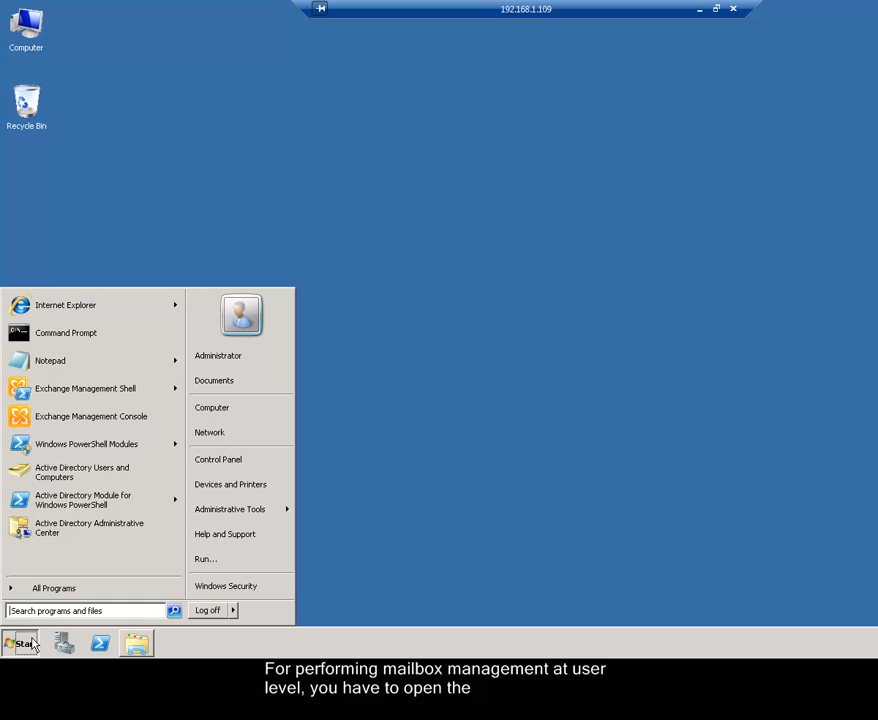 192.168.1.109
Computer
Recycle Bin
Internet Explorer
Command Prompt
Notepad
Exchange Management Shell
Exchange Management Console
Windows PowerShell Modules
Active Directory Users and
Computers
Active Directory Module for
Windows PowerShell
Active Directory Administrative
Center
All Programs
Search programs and files
Administrator
Documents
Computer
Network
Control Panel
Devices and Printers
Administrative Tools
Help and Support
Run...
Windows Security
Log off
Start
For performing mailbox management at user
level, you have to open the